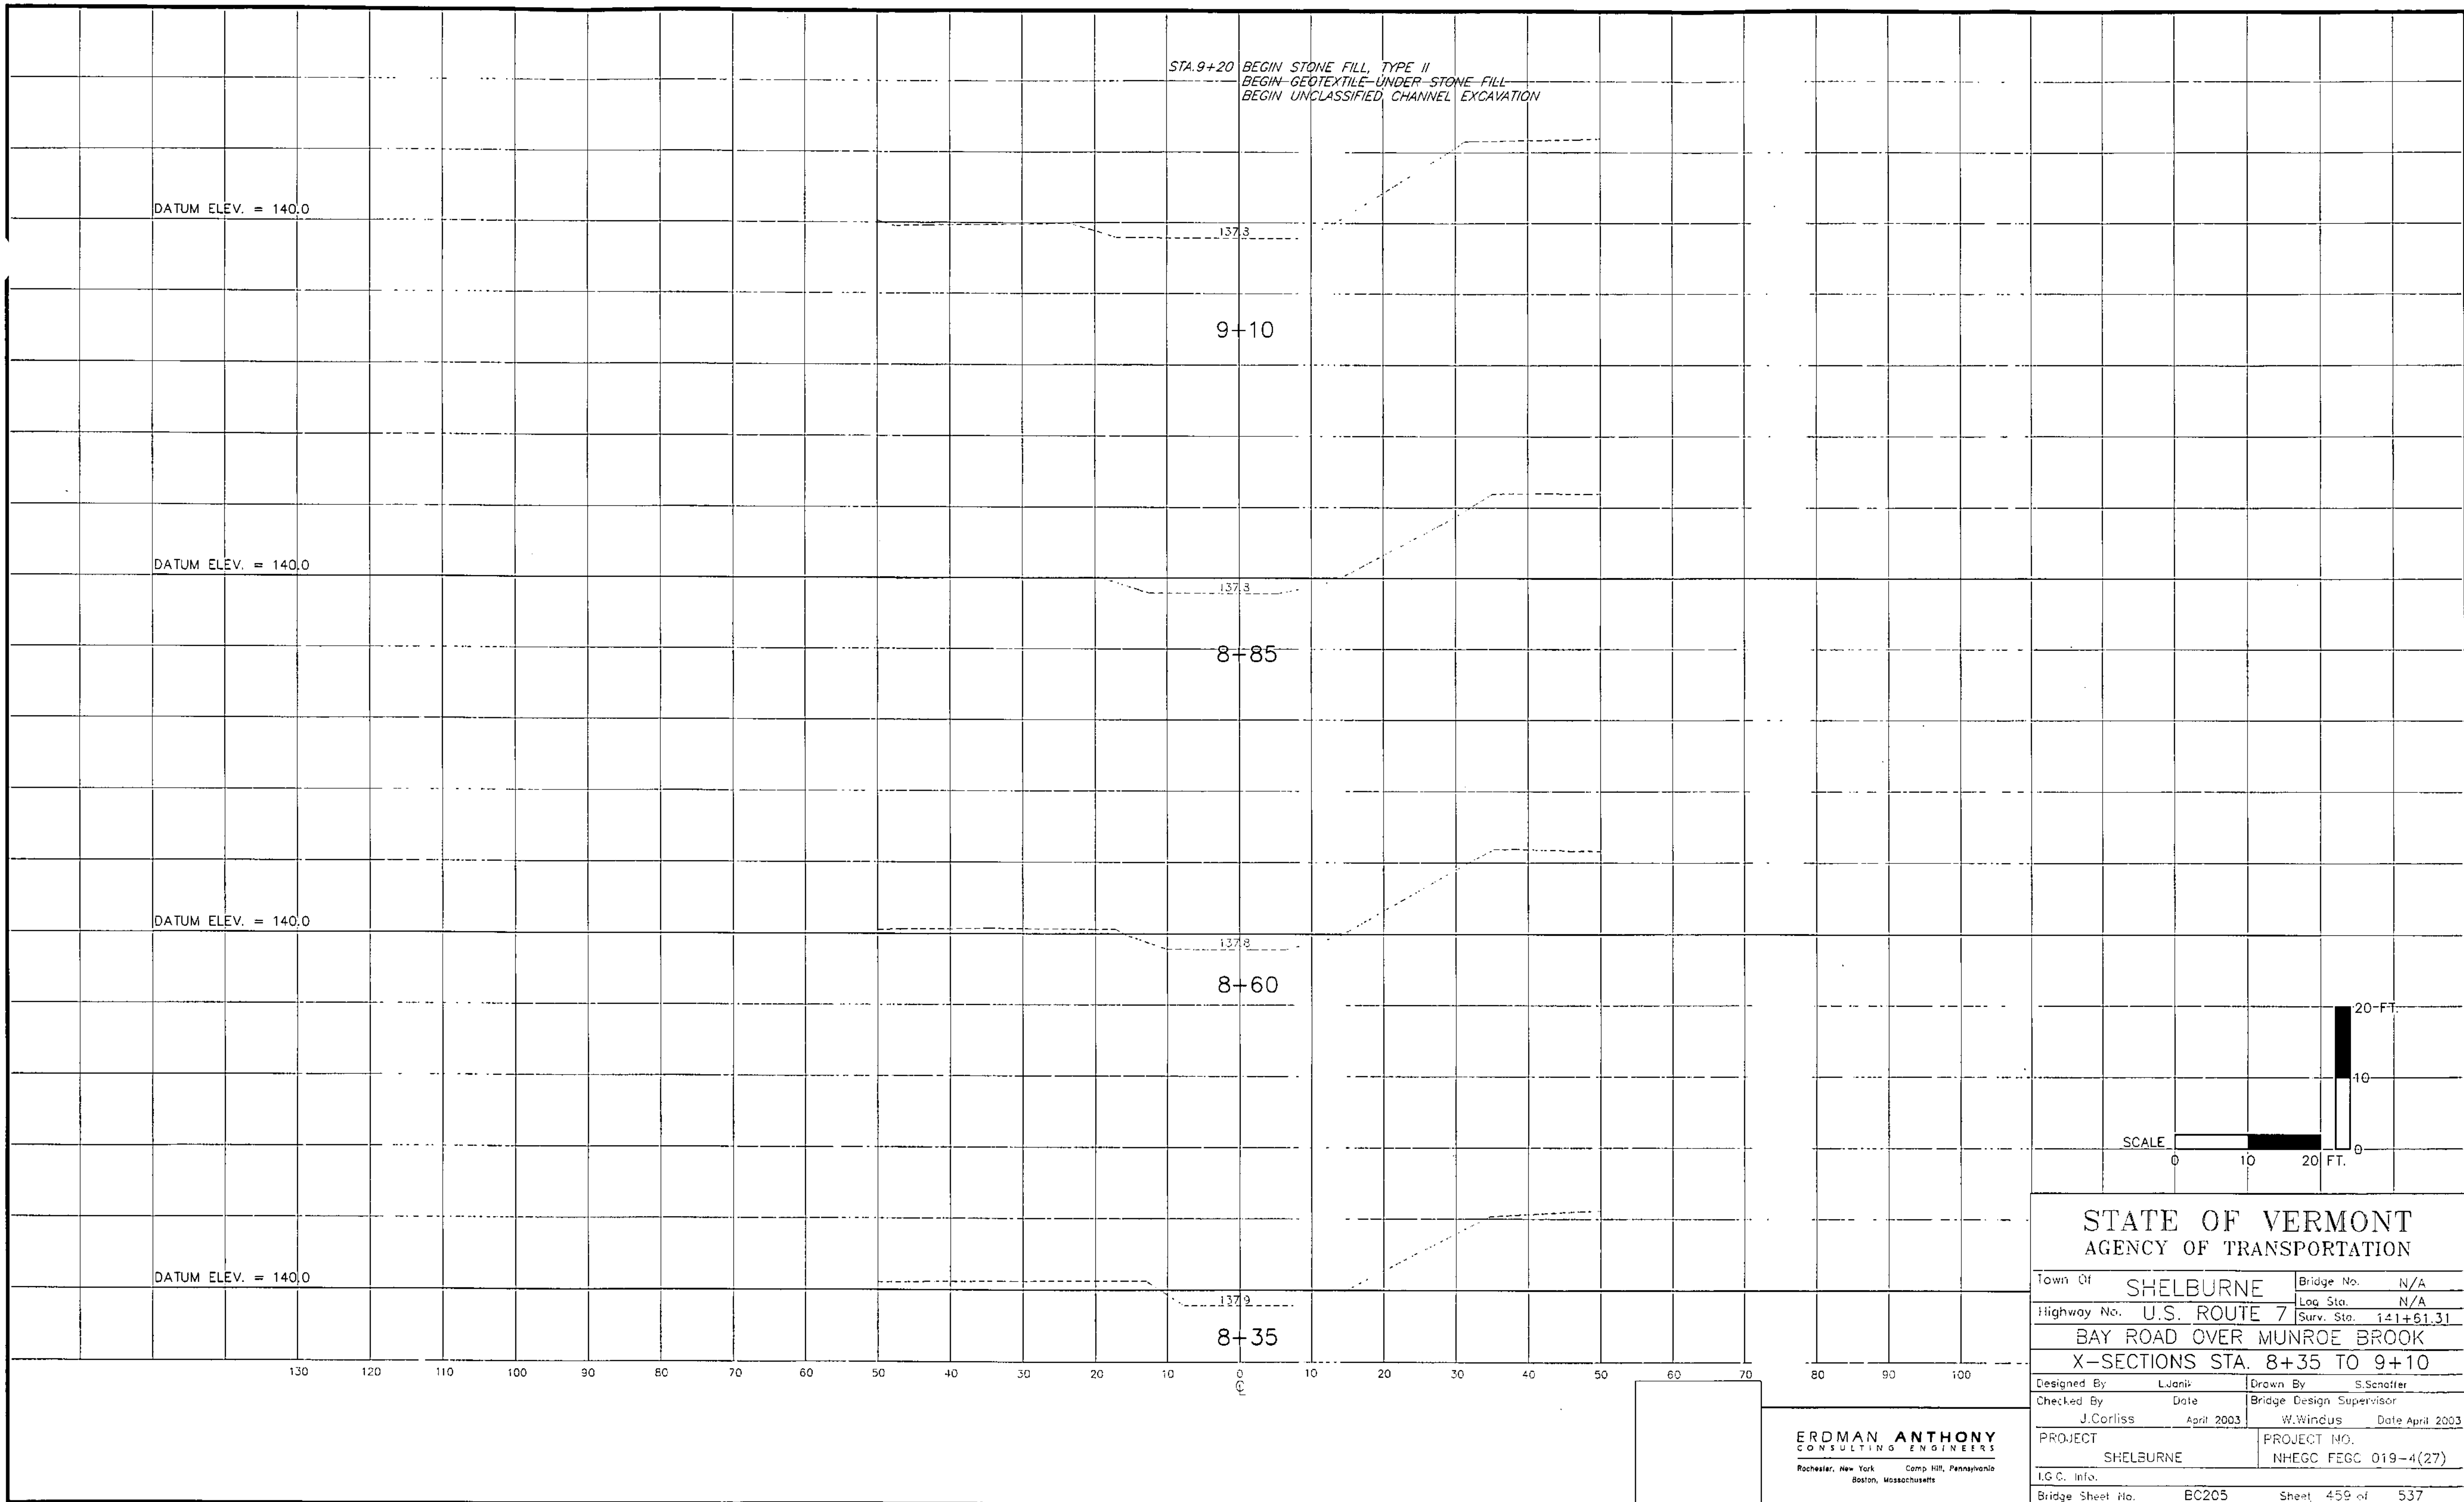 STA.9+20 BEGIN STONE FILL, TYPE II
BEGIN GEOTEXTILE UNDER STONE FILL
BEGIN UNCLASSIFIED CHANNEL EXCAVATION
DATUM ELEV. = 140.0
137.8
9+10
DATUM ELEV. = 140.0
137.8
8+85
DATUM ELEV. = 140.0
137.8
8+60
20 FT.
10
0
SCALE
0 10 20 FT.
DATUM ELEV. = 140.0
137.9
8+35
130 120 110 100 90 80 70 60 50 40 30 20 10 0 10 20 30 40 50 60 70 80 90 100
℄
STATE OF VERMONT
AGENCY OF TRANSPORTATION
Town Of SHELBURNE
Bridge No. N/A
Log Sta. N/A
Highway No. U.S. ROUTE 7
Surv. Sta. 141+61.31
BAY ROAD OVER MUNROE BROOK
X-SECTIONS STA. 8+35 TO 9+10
Designed By L.Janik Drown By
Checked By Date Bridge Design Supervisor
J.Corliss April 2003 W.Windus Date April 2003
PROJECT PROJECT NO.
SHELBURNE NHEGC FEGC 019-4(27)
I.G.C. Info.
Bridge Sheet No. BC205 Sheet 459 of 537
ERDMAN ANTHONY
CONSULTING ENGINEERS
Rochester, New York Camp Hill, Pennsylvania
Boston, Massachusetts